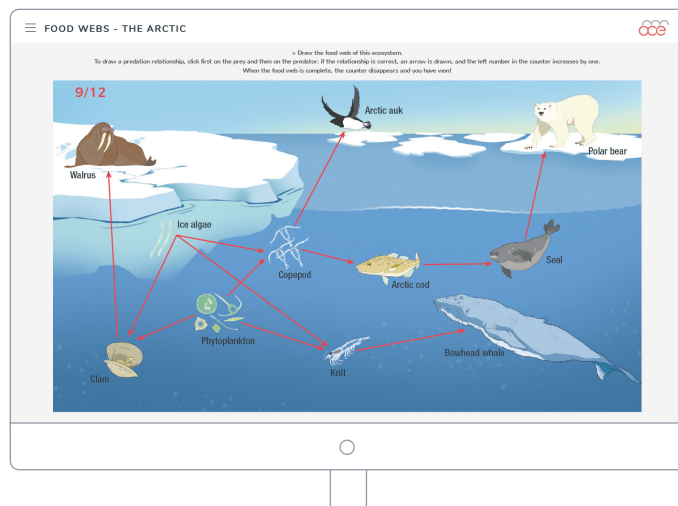 FOOD WEBS - THE ARCTIC
ace
> Draw the food web of this ecosystem.
To draw a predation relationship, click first on the prey and then on the predator: if the relationship is correct, an arrow is drawn, and the left number in the counter increases by one.
When the food web is complete, the counter disappears and you have won!
9/12
Arctic auk
Polar bear
Walrus
Ice algae
Seal
Copepod
Arctic cod
Phytoplankton
Bowhead whale
Krill
Clam